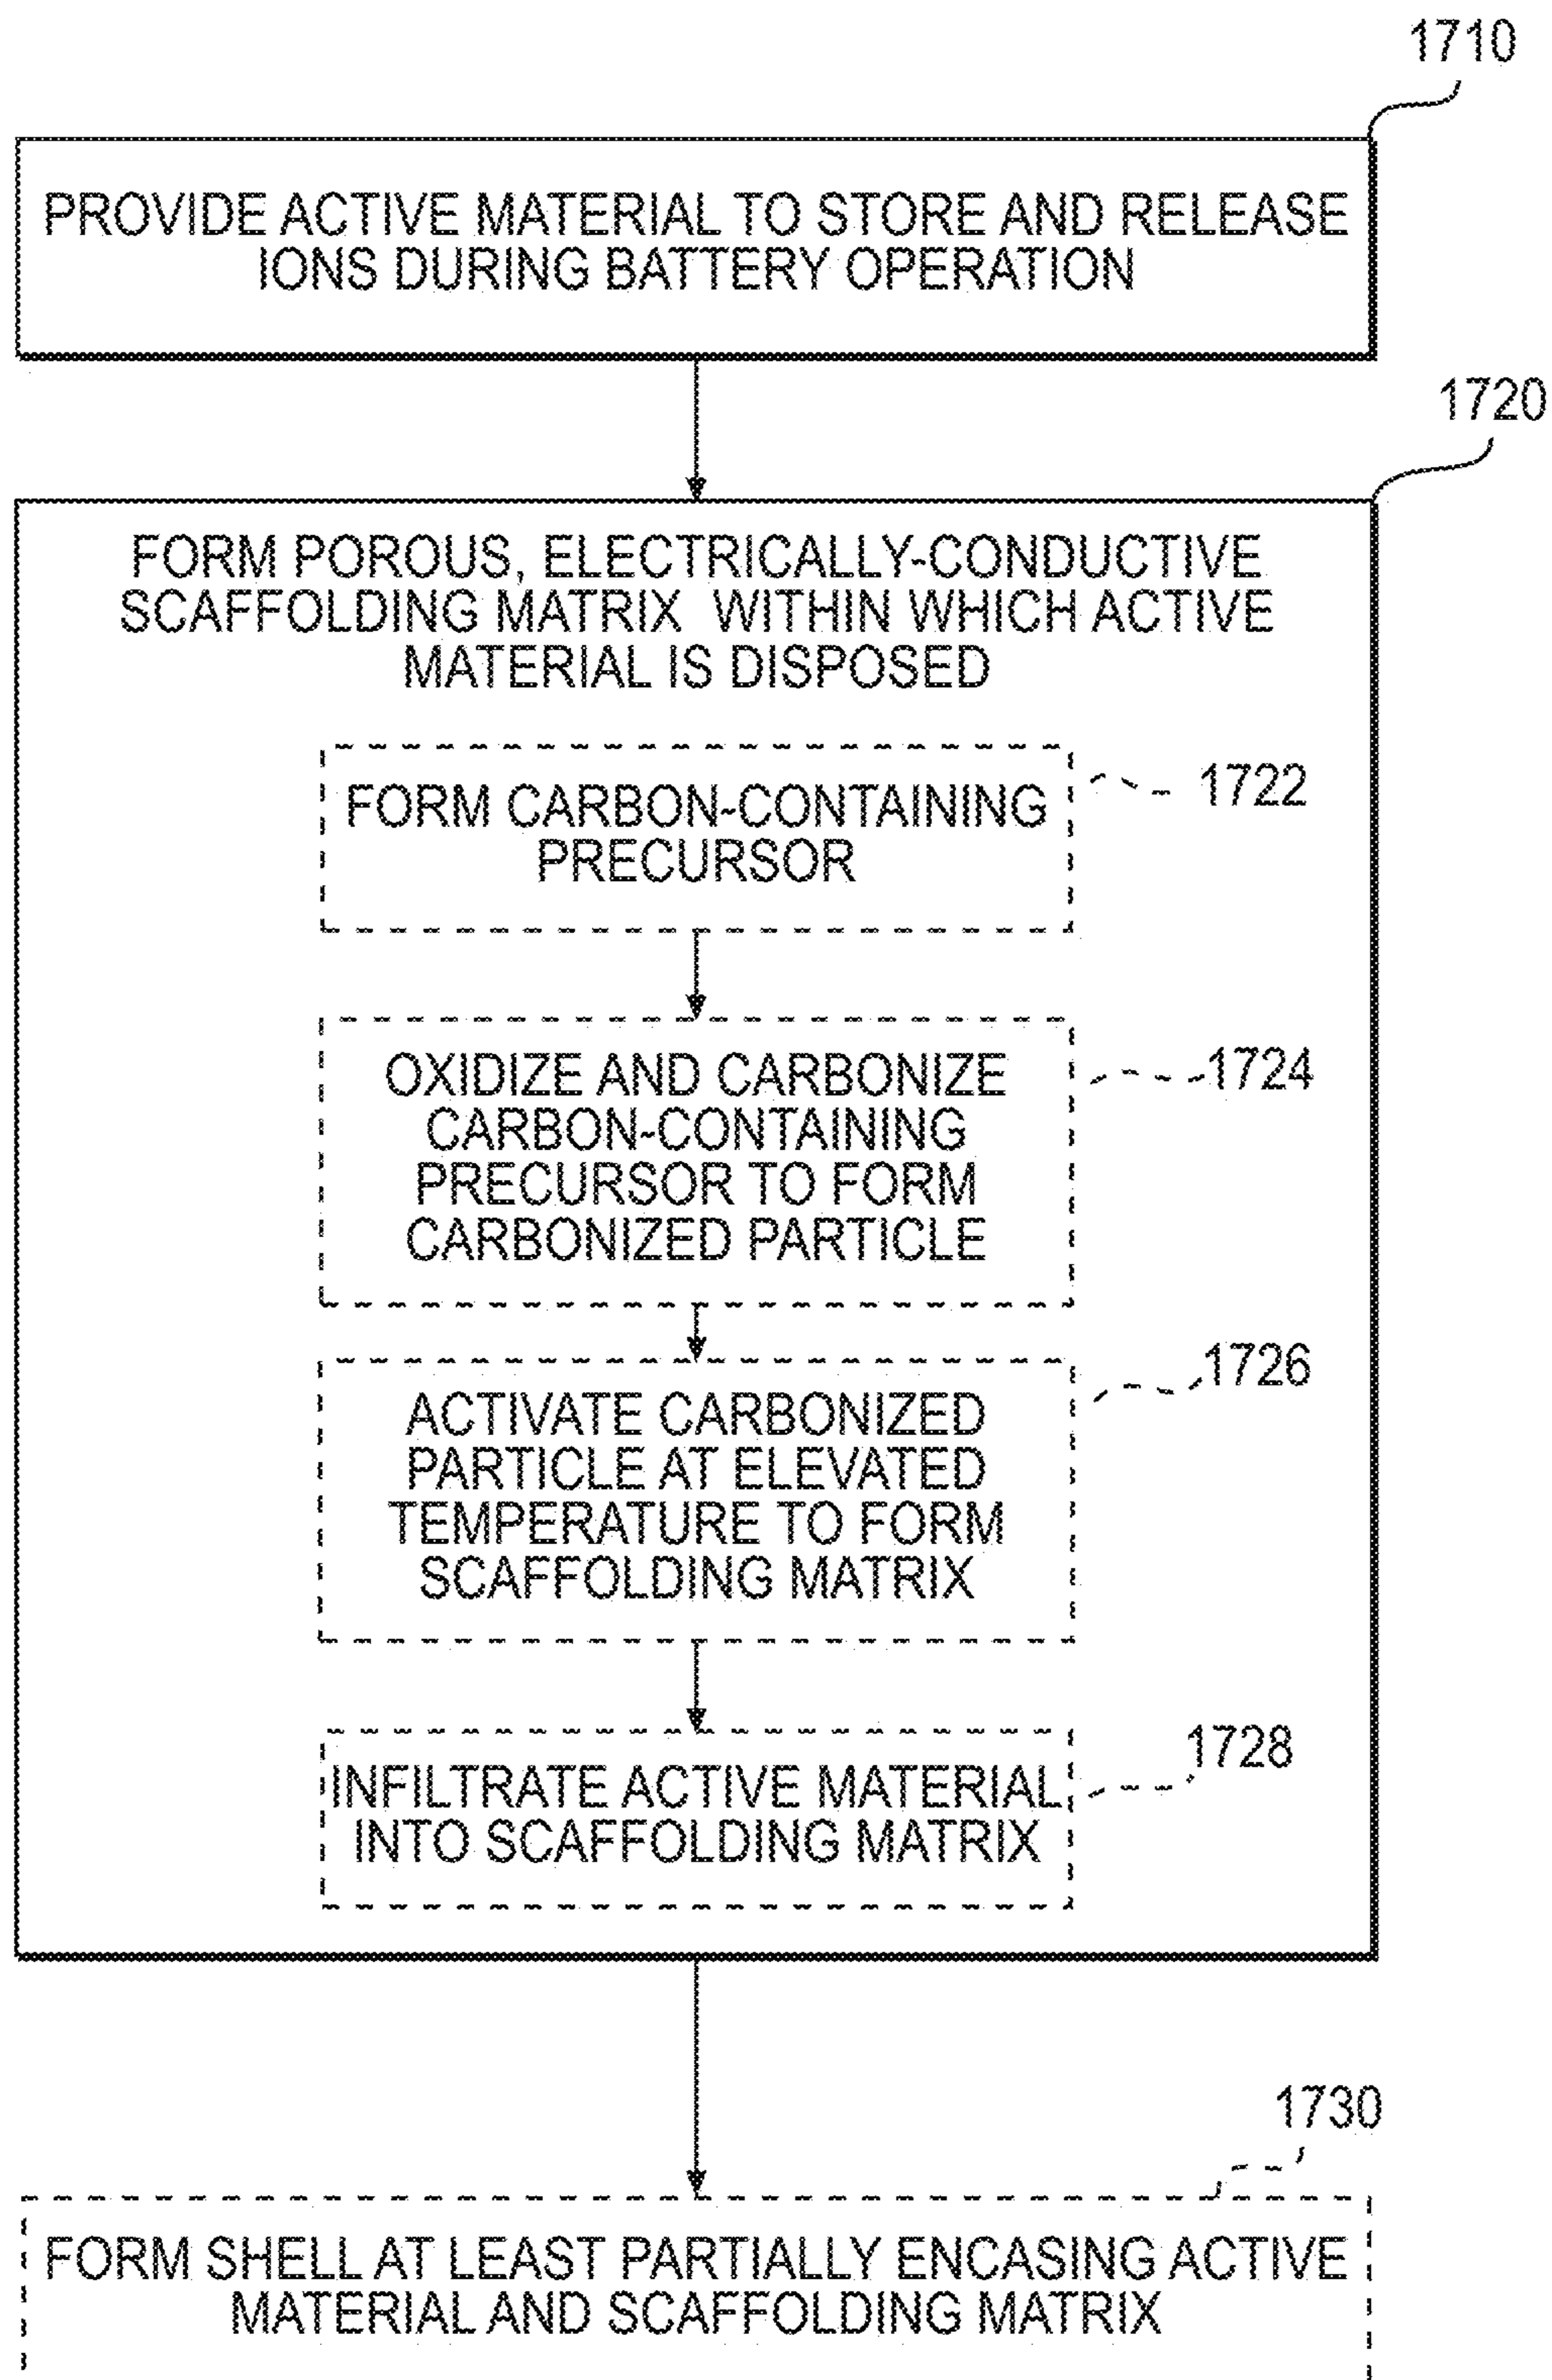 1710
PROVIDE ACTIVE MATERIAL TO STORE AND RELEASE
IONS DURING BATTERY OPERATION
1720
FORM POROUS, ELECTRICALLY-CONDUCTIVE
SCAFFOLDING MATRIX WITHIN WHICH ACTIVE
MATERIAL IS DISPOSED
1722
FORM CARBON-CONTAINING
PRECURSOR
1724
OXIDIZE AND CARBONIZE
CARBON-CONTAINING
PRECURSOR TO FORM
CARBONIZED PARTICLE
1726
ACTIVATE CARBONIZED
PARTICLE AT ELEVATED
TEMPERATURE TO FORM
SCAFFOLDING MATRIX
1728
INFILTRATE ACTIVE MATERIAL
INTO SCAFFOLDING MATRIX
1730
FORM SHELL AT LEAST PARTIALLY ENCASING ACTIVE
MATERIAL AND SCAFFOLDING MATRIX